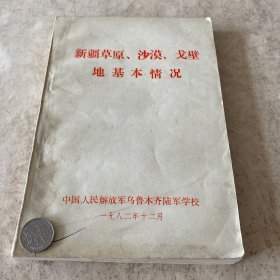 新疆草原、沙漠、戈壁
地基本情况
中国人民解放军乌鲁木齐陆军学校
一九八二年十二月